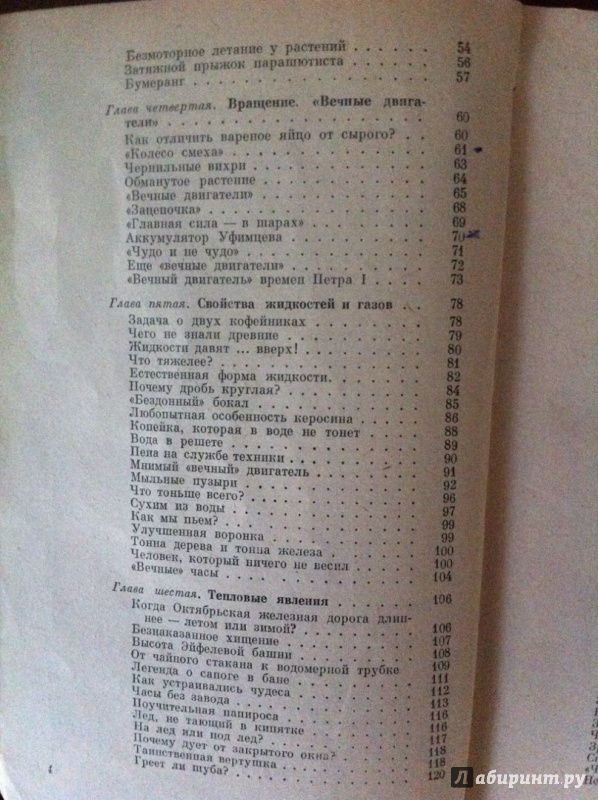 Безмоторное летание у растений . . . . . . 54
Затяжной прыжок парашютиста . . . . . . 56
Бумеранг . . . . . . 57
Глава четвертая. Вращение. «Вечные двига-
тели» . . . . . . 60
Как отличить вареное яйцо от сырого? . . 60
«Колесо смеха» . . . . . . 61
Чернильные вихри . . . . . . 63
Обманутое растение . . . . . . 64
«Вечные двигатели» . . . . . . 65
«Зацепочка» . . . . . . 68
«Главная сила — в шарах» . . . . . . 69
Аккумулятор Уфимцева . . . . . . 70
«Чудо и не чудо» . . . . . . 71
Еще «вечные двигатели» . . . . . . 72
«Вечный двигатель» времен Петра I . . . . 73
Глава пятая. Свойства жидкостей и газов . . 78
Задача о двух кофейниках . . . . . . 78
Чего не знали древние . . . . . . 79
Жидкости давят ... вверх! . . . . . . 80
Что тяжелее? . . . . . . 81
Естественная форма жидкости. . . . . . 82
Почему дробь круглая? . . . . . . 84
«Бездонный» бокал . . . . . . 85
Любопытная особенность керосина . . . . 86
Копейка, которая в воде не тонет . . . . 88
Вода в решете . . . . . . 89
Пена на службе техники . . . . . . 90
Мнимый «вечный» двигатель . . . . . . 91
Мыльные пузыри . . . . . . 92
Что тоньше всего? . . . . . . 96
Сухим из воды . . . . . . 97
Как мы пьем? . . . . . . 99
Улучшенная воронка . . . . . . 99
Тонна дерева и тонна железа . . . . . . 100
Человек, который ничего не весил . . . . 100
«Вечные» часы . . . . . . 104
Глава шестая. Тепловые явления . . . . . . 106
Когда Октябрьская железная дорога длин-
нее — летом или зимой? . . . . . . 106
Безнаказанное хищение . . . . . . 107
Высота Эйфелевой башни . . . . . . 108
От чайного стакана к водомерной трубке 109
Легенда о сапоге в бане . . . . . . 111
Как устраивались чудеса . . . . . . 112
Часы без завода . . . . . . 113
Поучительная папироса . . . . . . 116
Лед, не тающий в кипятке . . . . . . 116
На лед или под лед? . . . . . . 117
Почему дует от закрытого окна? . . . . 118
Таинственная вертушка . . . . . . 118
Греет ли шуба? . . . . . . 120
4
Лабиринт.ру